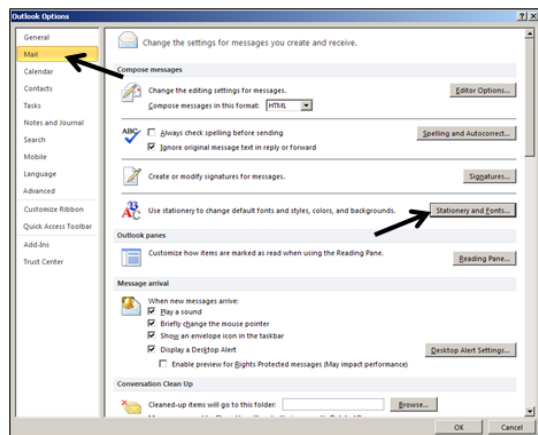 Outlook Options
General
Mail
Calendar
Contacts
Tasks
Notes and Journal
Search
Mobile
Language
Advanced
Customize Ribbon
Quick Access Toolbar
Add-Ins
Trust Center
Change the settings for messages you create and receive.
Compose messages
Change the editing settings for messages.
Editor Options...
Compose messages in this format: HTML
ABC
Always check spelling before sending
Spelling and Autocorrect...
Ignore original message text in reply or forward
Create or modify signatures for messages.
Signatures...
Use stationery to change default fonts and styles, colors, and backgrounds.
Stationery and Fonts...
Outlook panes
Customize how items are marked as read when using the Reading Pane.
Reading Pane...
Message arrival
When new messages arrive:
Play a sound
Briefly change the mouse pointer
Show an envelope icon in the taskbar
Display a Desktop Alert
Desktop Alert Settings...
Enable preview for Rights Protected messages (May impact performance)
Conversation Clean Up
Cleaned-up items will go to this folder:
Browse...
OK
Cancel